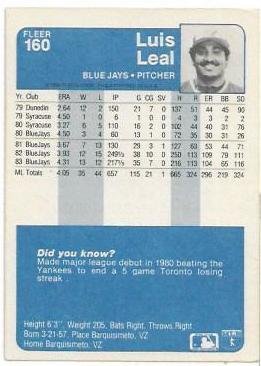 FLEER
160
Luis
Leal
BLUE JAYS • PITCHER
Yr. Club ERA W L IP G CG SV H R ER BB SO
79 Dunedin 2.64 12 2 150 21 7 0 137 51 44 45 90
79 Syracuse 4.50 1 0 6 1 0 0 4 3 3 2 2
80 Syracuse 3.27 6 5 110 16 2 0 102 44 40 31 76
80 BlueJays 4.50 3 4 60 13 1 0 72 35 30 31 26
81 BlueJays 3.67 7 13 130 29 3 1 127 63 53 44 71
82 BlueJays 3.93 12 15 249⅔ 38 10 0 250 113 109 79 111
83 BlueJays 4.31 13 12 217⅓ 35 7 0 216 113 104 65 116
ML Totals 4.05 35 44 657 115 21 1 665 324 296 219 324
Did you know?
Made major league debut in 1980 beating the
Yankees to end a 5 game Toronto losing
streak.
Height 6'3", Weight 205, Bats Right, Throws Right
Born 3-21-57, Place Barquisimeto, VZ
Home Barquisimeto, VZ